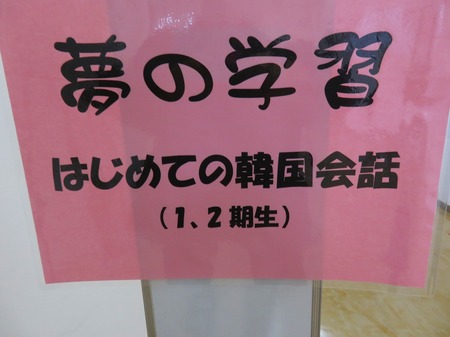 夢の学習
はじめての韓国会話
（1、2期生）